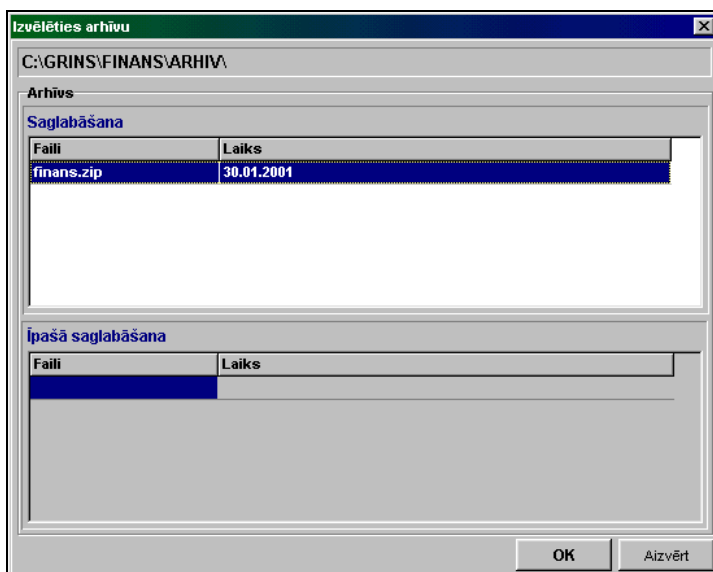 Izvēlēties arhīvu
C:\GRINS\FINANS\ARHIV\
Arhīvs
Saglabāšana
Faili Laiks
finans.zip 30.01.2001
Īpašā saglabāšana
Faili Laiks
OK Aizvērt